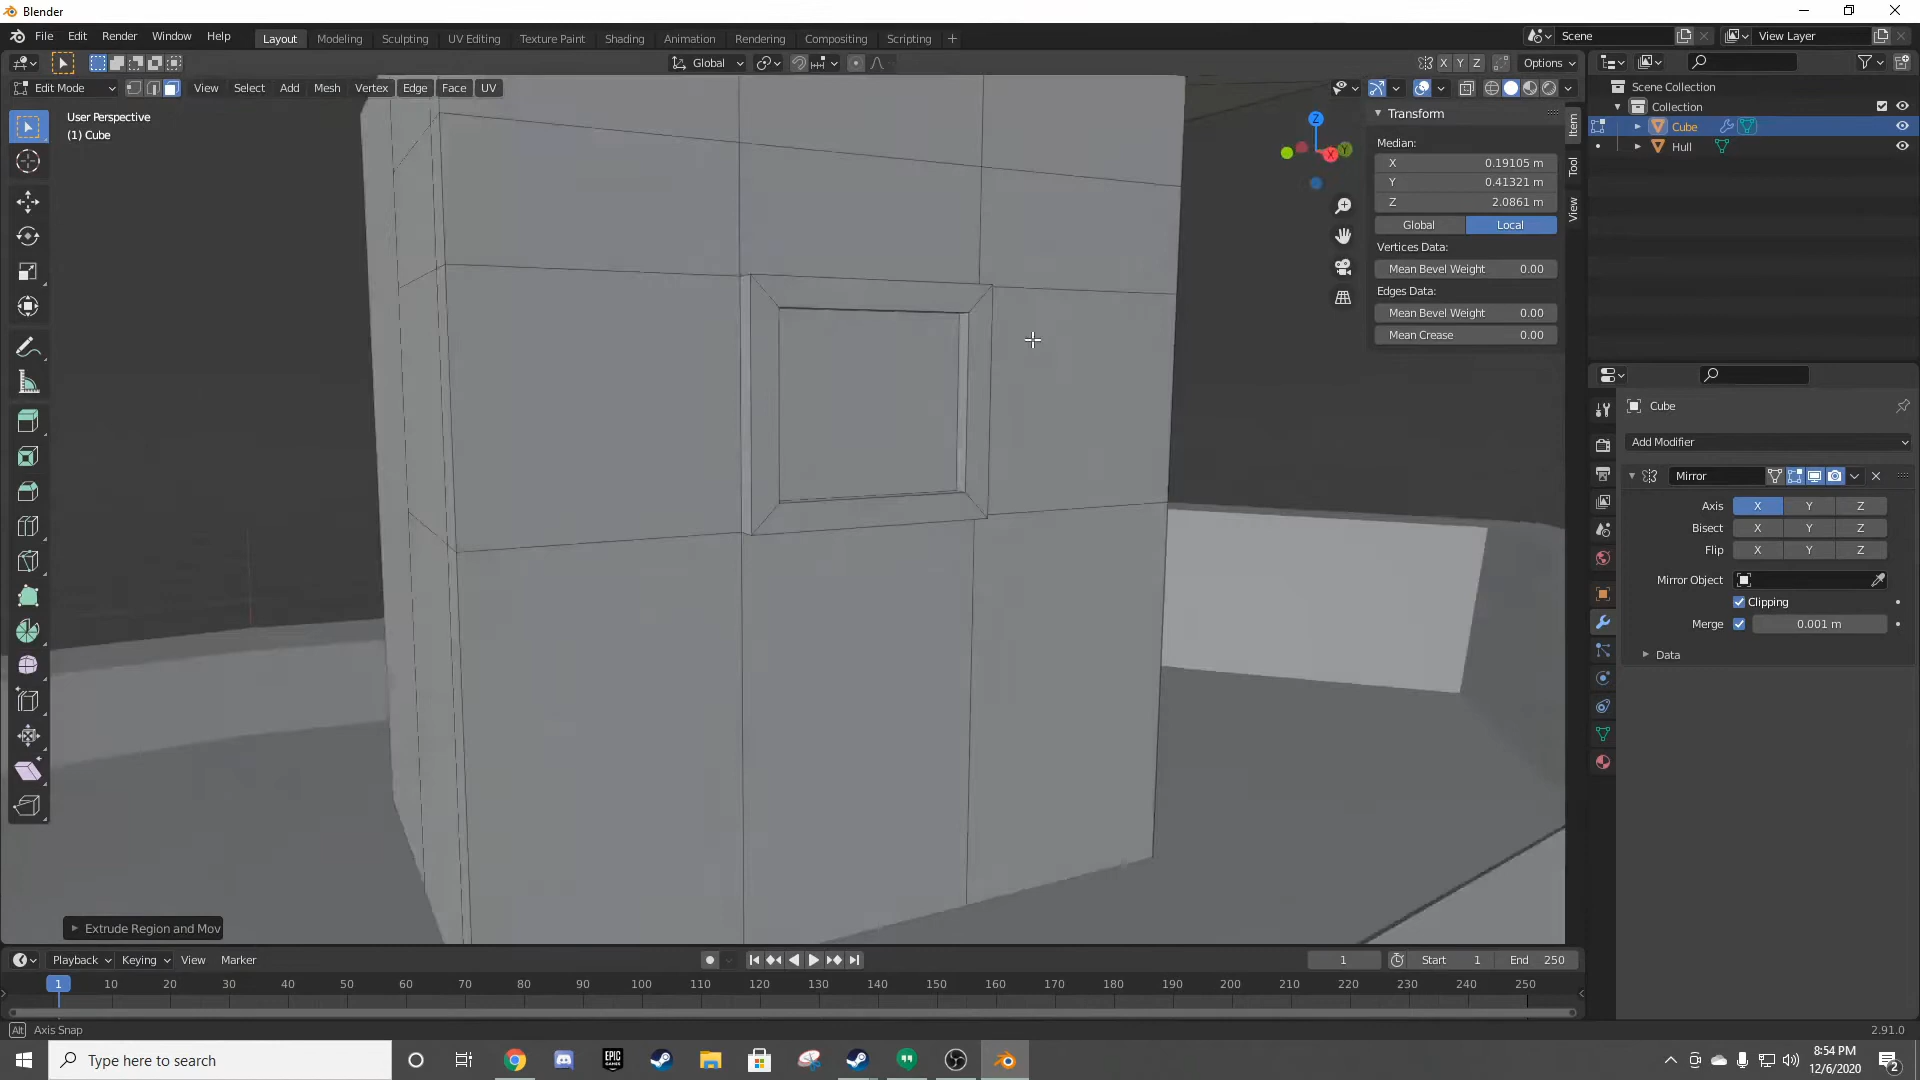 Blender
File Edit Render Window Help
Layout Modeling Sculpting UV Editing Texture Paint Shading Animation Rendering Compositing Scripting +
Scene
View Layer
Global
X Y Z
Options
Edit Mode
View Select Add Mesh Vertex Edge Face UV
User Perspective
(1) Cube
Z
X
Y
Transform
Median:
X 0.19105 m
Y 0.41321 m
Z 2.0861 m
Global Local
Vertices Data:
Mean Bevel Weight 0.00
Edges Data:
Mean Bevel Weight 0.00
Mean Crease 0.00
Item
Tool
View
Scene Collection
Collection
Cube
Hull
Cube
Add Modifier
Mirror
Axis X Y Z
Bisect X Y Z
Flip X Y Z
Mirror Object
Clipping
Merge 0.001 m
Data
Extrude Region and Mov
Playback Keying View Marker
1 Start 1 End 250
1 10 20 30 40 50 60 70 80 90 100 110 120 130 140 150 160 170 180 190 200 210 220 230 240 250
Alt Axis Snap
2.91.0
Type here to search
EPIC GAMES
8:54 PM
12/6/2020
2